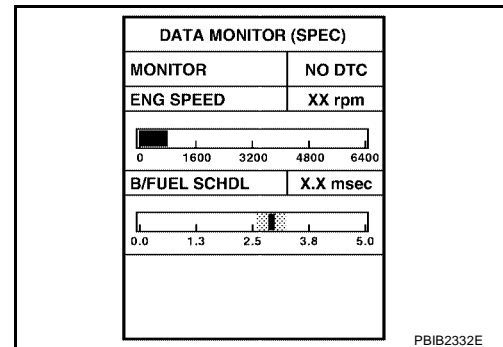 DATA MONITOR (SPEC)
MONITOR NO DTC
ENG SPEED XX rpm
0 1600 3200 4800 6400
B/FUEL SCHDL X.X msec
0.0 1.3 2.5 3.8 5.0
PBIB2332E